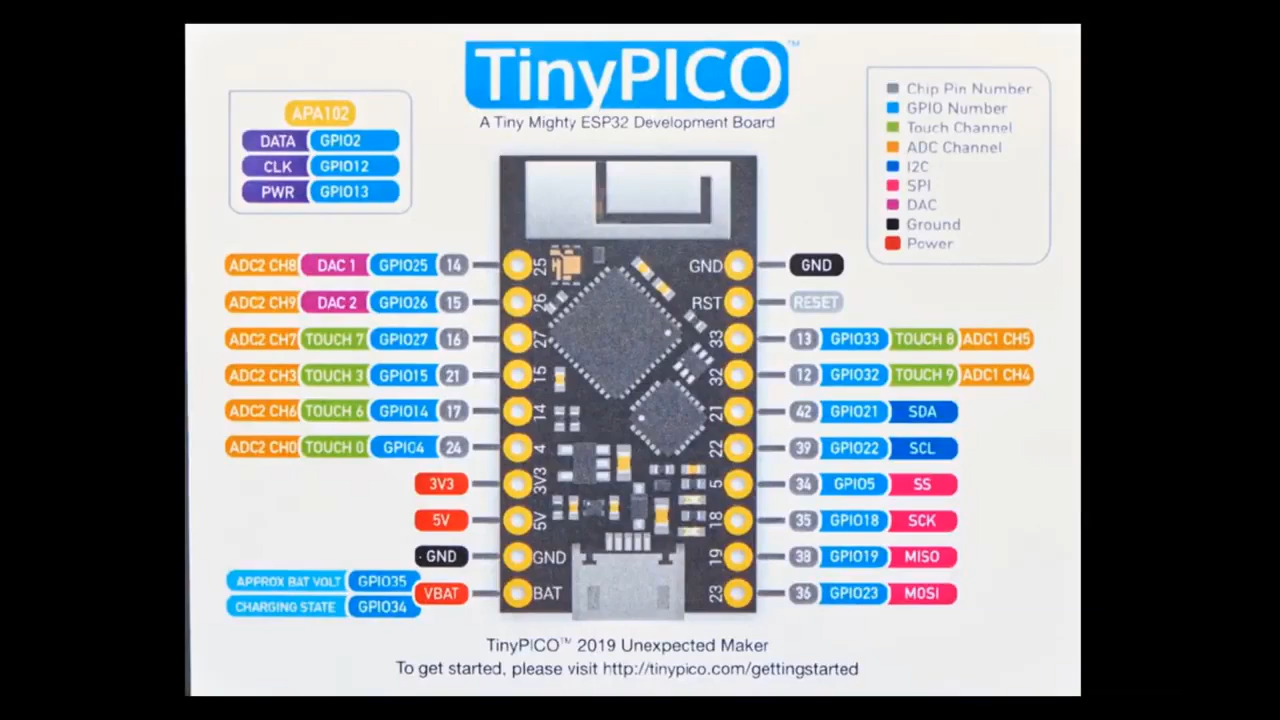 TinyPICO™
A Tiny Mighty ESP32 Development Board
APA102
DATA GPIO2
CLK GPIO12
PWR GPIO13
Chip Pin Number
GPIO Number
Touch Channel
ADC Channel
I2C
SPI
DAC
Ground
Power
ADC2 CH8 DAC 1 GPIO25 14 25 GND GND
ADC2 CH9 DAC 2 GPIO26 15 26 RST RESET
ADC2 CH7 TOUCH 7 GPIO27 16 27 33 13 GPIO33 TOUCH 8 ADC1 CH5
ADC2 CH3 TOUCH 3 GPIO15 21 15 32 12 GPIO32 TOUCH 9 ADC1 CH4
ADC2 CH6 TOUCH 6 GPIO14 17 14 21 42 GPIO21 SDA
ADC2 CH0 TOUCH 0 GPIO4 24 4 22 39 GPIO22 SCL
3V3 3V3 5 34 GPIO5 SS
5V 5V 18 35 GPIO18 SCK
GND GND 19 38 GPIO19 MISO
APPROX BAT VOLT GPIO35
VBAT BAT 23 36 GPIO23 MOSI
CHARGING STATE GPIO34
TinyPICO™ 2019 Unexpected Maker
To get started, please visit http://tinypico.com/gettingstarted